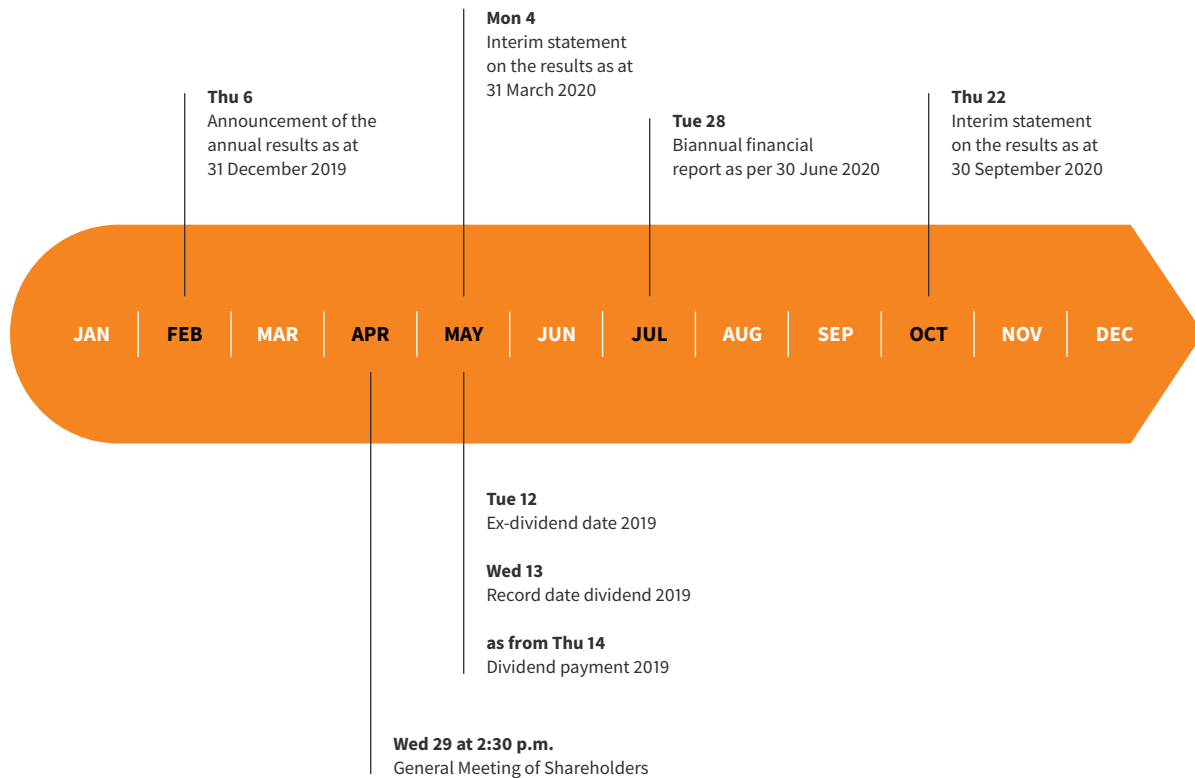 Mon 4
Interim statement
on the results as at
31 March 2020
Thu 6
Announcement of the
annual results as at
31 December 2019
Tue 28
Biannual financial
report as per 30 June 2020
Thu 22
Interim statement
on the results as at
30 September 2020
JAN FEB MAR APR MAY JUN JUL AUG SEP OCT NOV DEC
Tue 12
Ex-dividend date 2019
Wed 13
Record date dividend 2019
as from Thu 14
Dividend payment 2019
Wed 29 at 2:30 p.m.
General Meeting of Shareholders